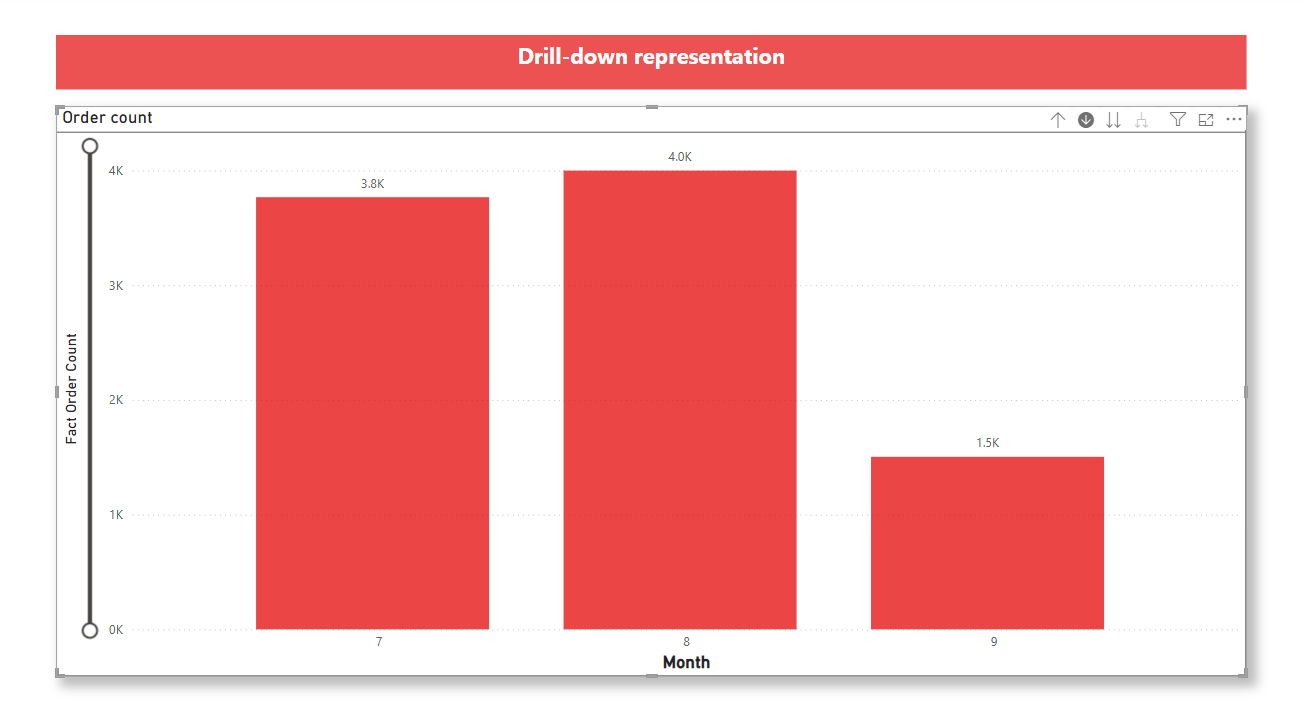 Drill-down representation
Order count
Fact Order Count
4K
3K
2K
1K
0K
3.8K
4.0K
1.5K
7
8
9
Month